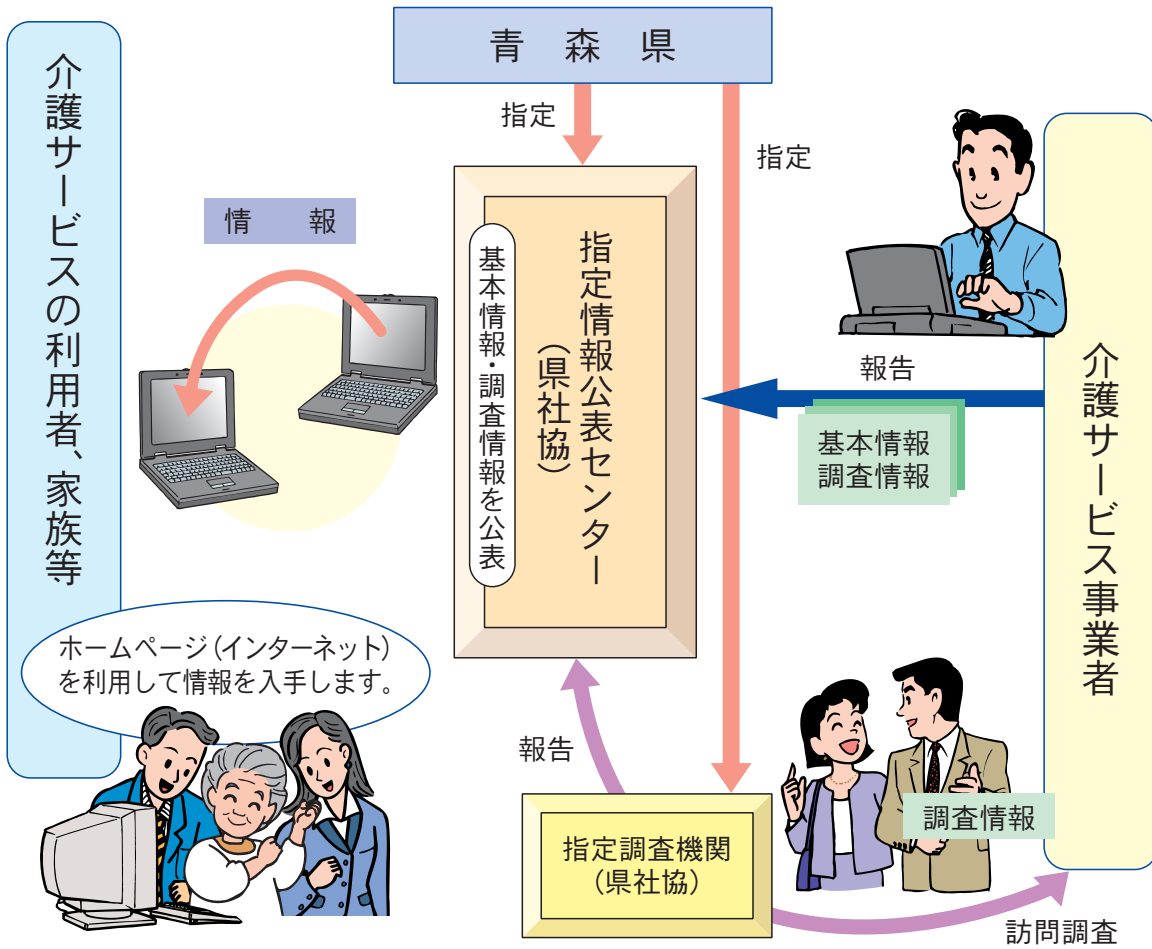 青森県
指定
指定
介護サービスの利用者、家族等
情報
指定情報公表センター
（県社協）
基本情報・調査情報を公表
報告
基本情報
調査情報
介護サービス事業者
ホームページ（インターネット）
を利用して情報を入手します。
報告
指定調査機関
（県社協）
調査情報
訪問調査